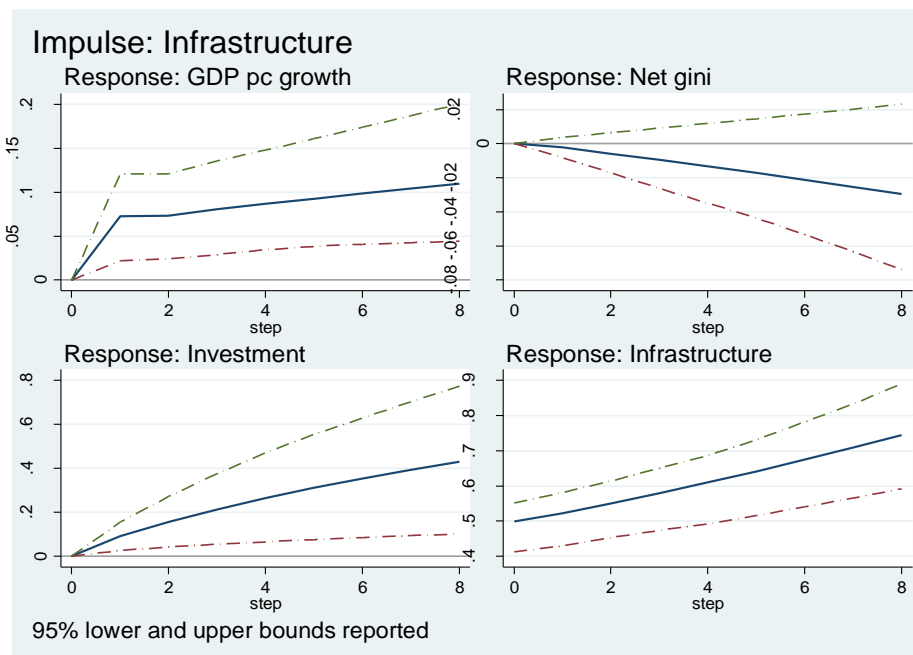 Impulse: Infrastructure
Response: GDP pc growth
.2
.15
.1
.05
0
0 2 4 6 8
step
Response: Net gini
.02
0
-.08 -.06 -.04 -.02
0 2 4 6 8
step
Response: Investment
.8
.6
.4
.2
0
0 2 4 6 8
step
Response: Infrastructure
.9
.8
.7
.6
.5
.4
0 2 4 6 8
step
95% lower and upper bounds reported